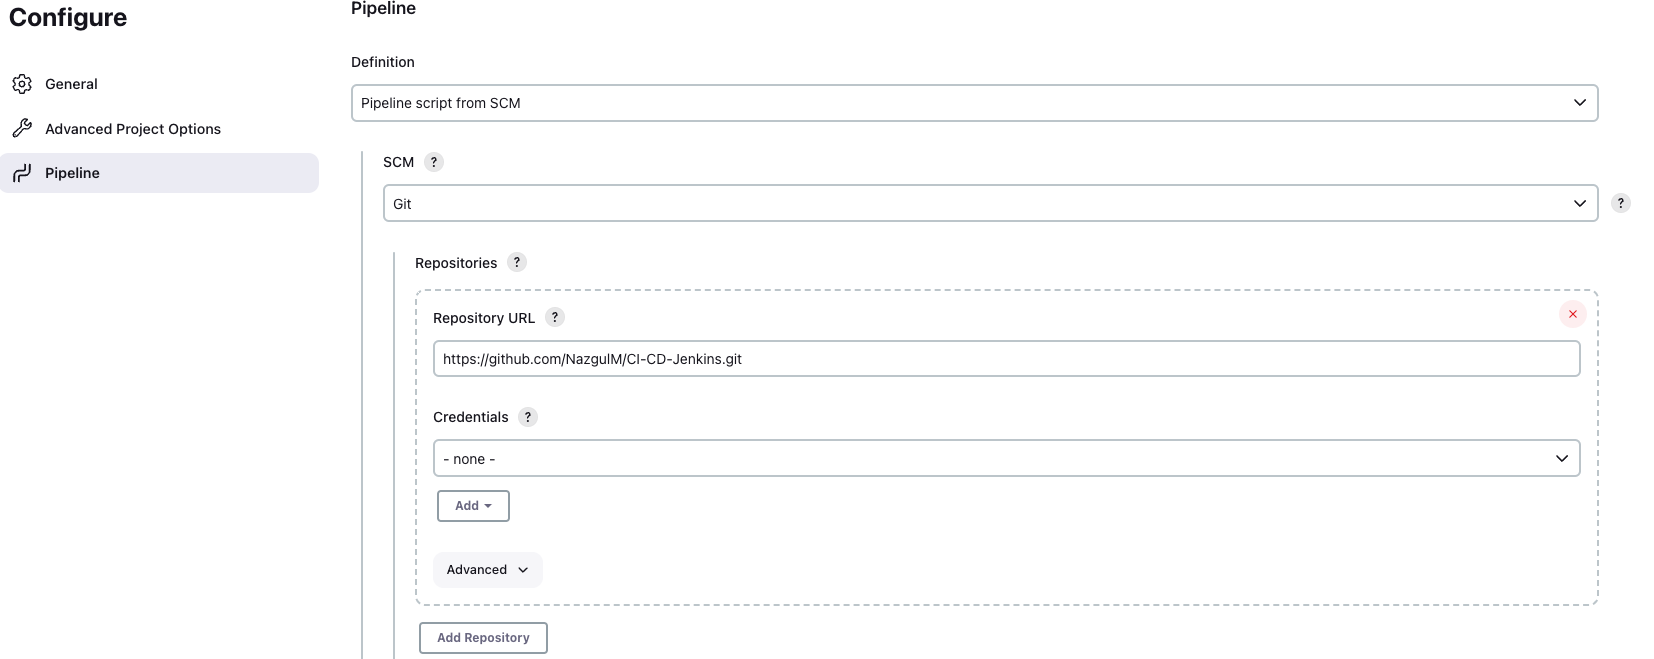 Configure
General
Advanced Project Options
Pipeline
Pipeline
Definition
Pipeline script from SCM
SCM ?
Git
?
Repositories ?
Repository URL ?
https://github.com/NazgulM/CI-CD-Jenkins.git
Credentials ?
- none -
Add
Advanced
Add Repository